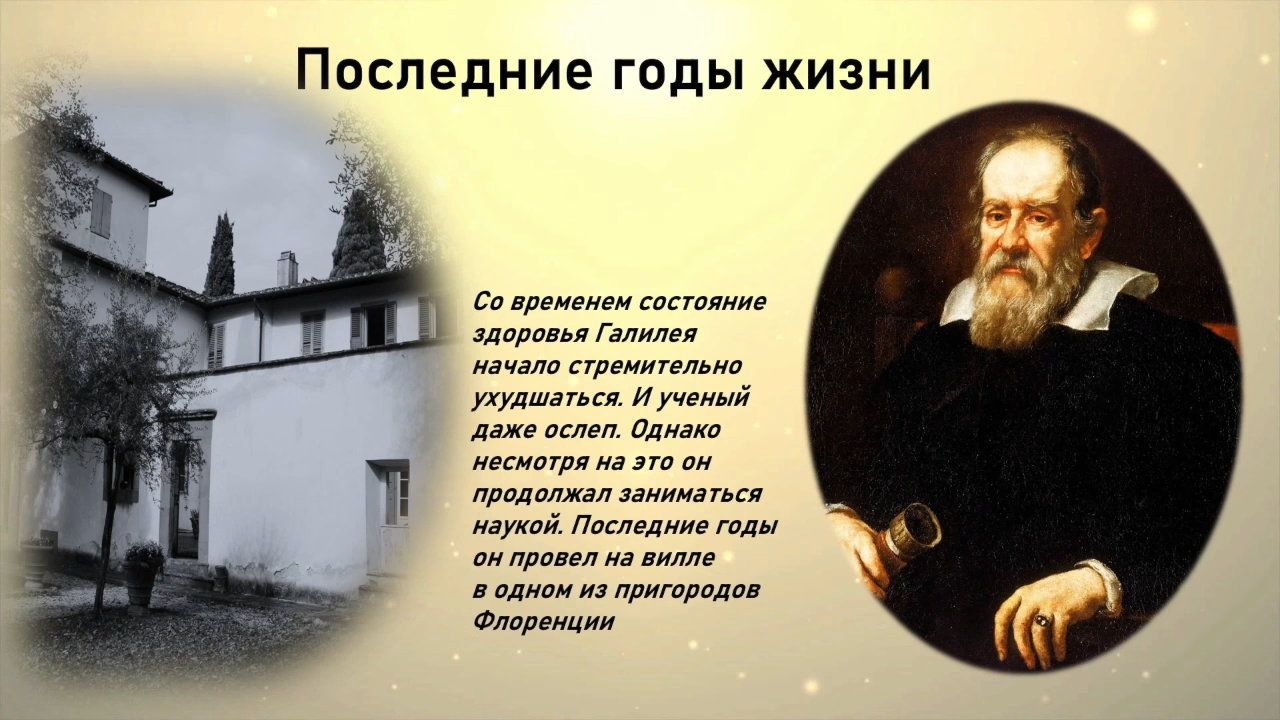 Последние годы жизни
Со временем состояние
здоровья Галилея
начало стремительно
ухудшаться. И ученый
даже ослеп. Однако
несмотря на это он
продолжал заниматься
наукой. Последние годы
он провел на вилле
в одном из пригородов
Флоренции